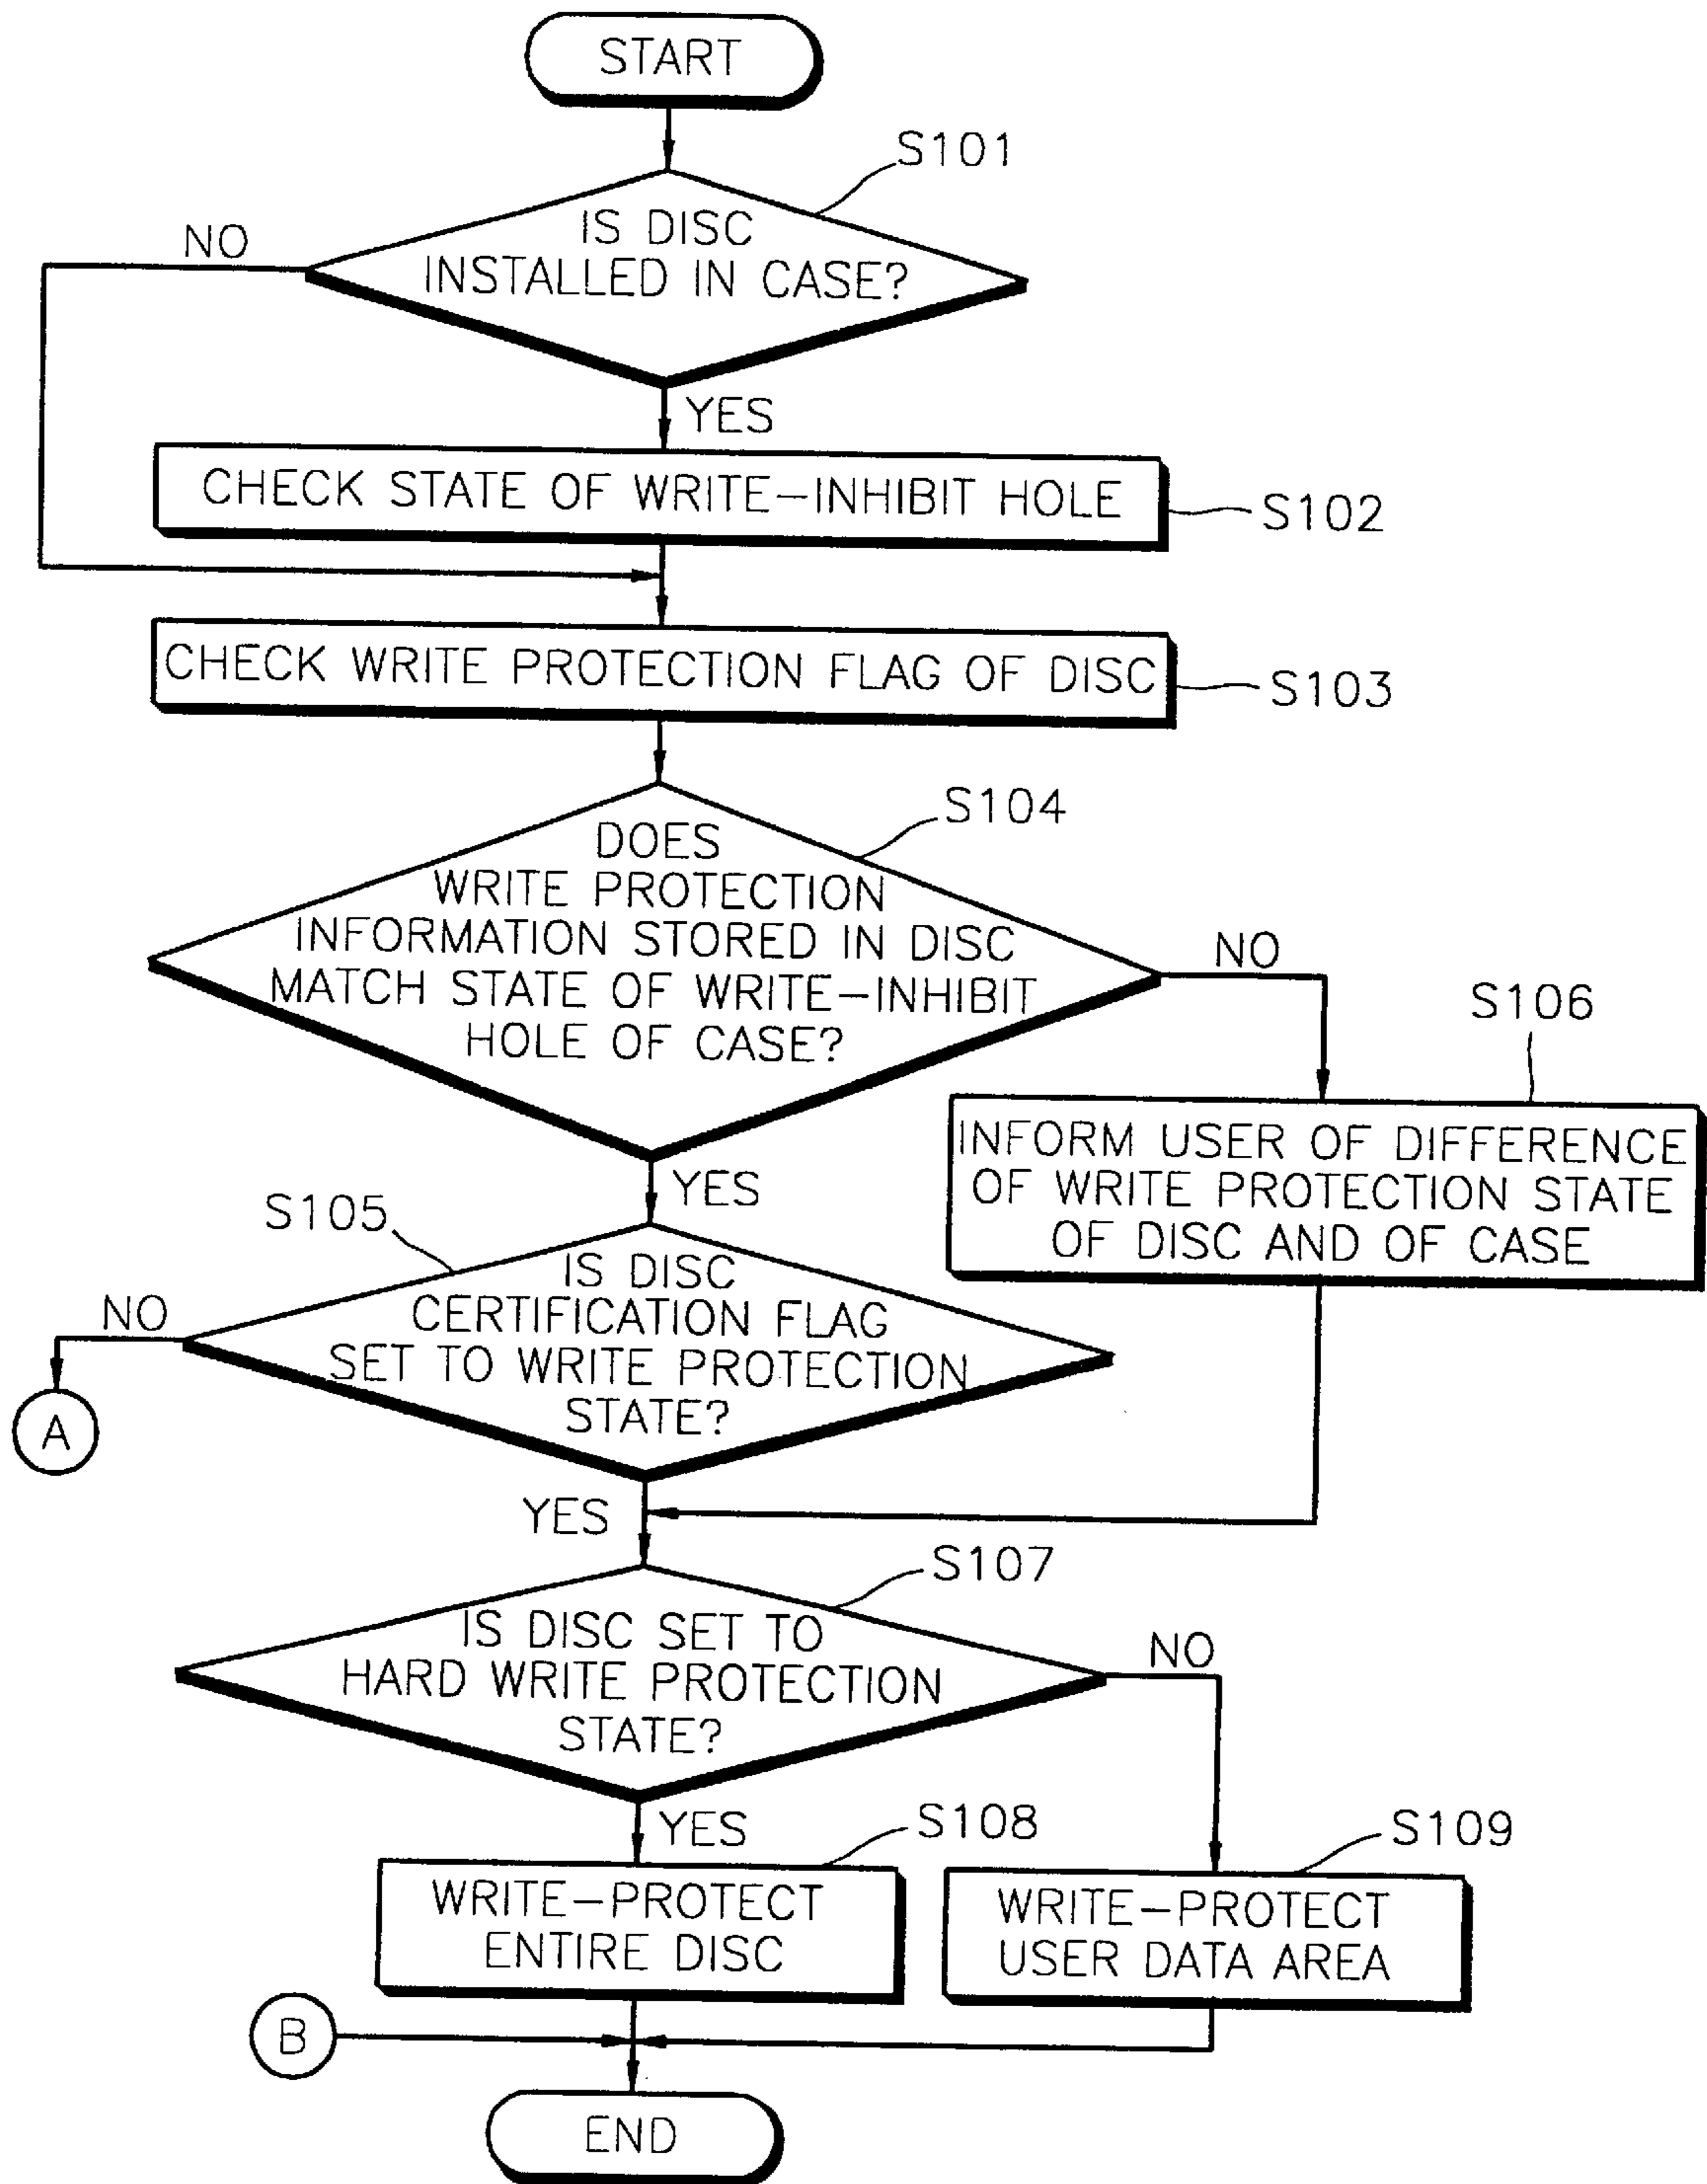 START
S101
NO
IS DISC
INSTALLED IN CASE?
YES
CHECK STATE OF WRITE–INHIBIT HOLE
S102
CHECK WRITE PROTECTION FLAG OF DISC
S103
S104
DOES
WRITE PROTECTION
INFORMATION STORED IN DISC
MATCH STATE OF WRITE–INHIBIT
HOLE OF CASE?
NO
S106
INFORM USER OF DIFFERENCE
OF WRITE PROTECTION STATE
OF DISC AND OF CASE
YES
S105
IS DISC
CERTIFICATION FLAG
SET TO WRITE PROTECTION
STATE?
NO
A
YES
S107
IS DISC SET TO
HARD WRITE PROTECTION
STATE?
NO
YES
S108
S109
WRITE–PROTECT
ENTIRE DISC
WRITE–PROTECT
USER DATA AREA
B
END